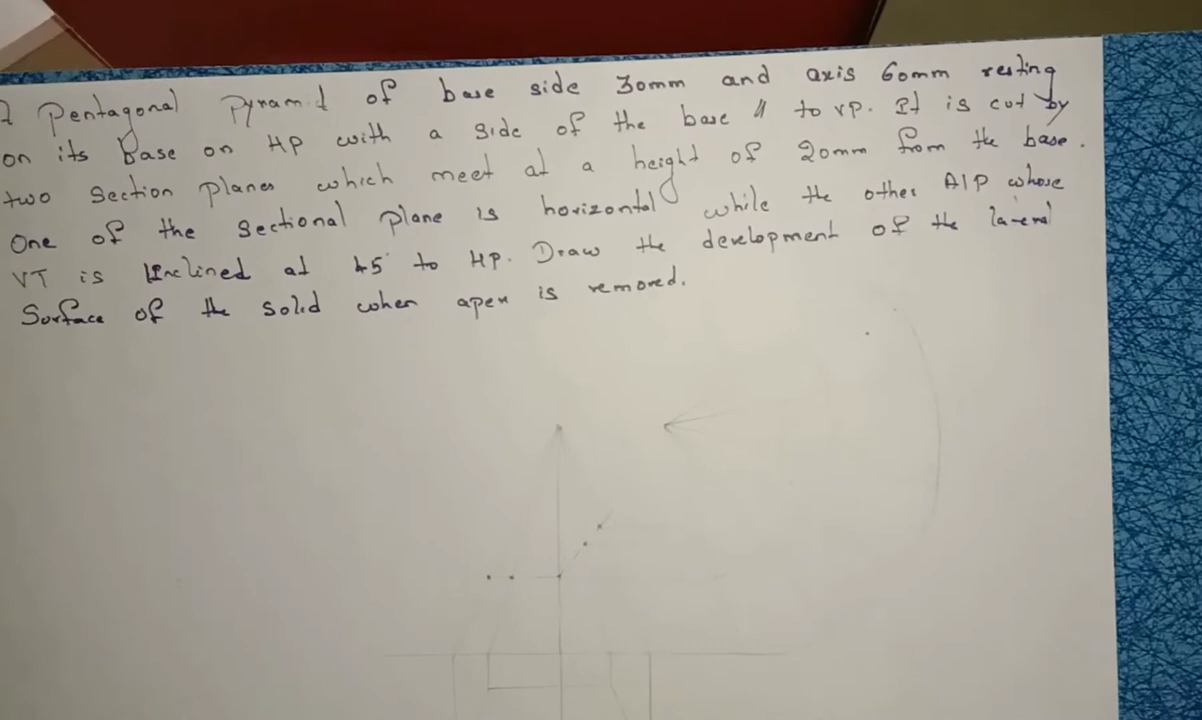 Pentagonal Pyramid of base side 30mm and axis 60mm resting
on its base on HP with a side of the base || to VP. It is cut by
two section planes which meet at a height of 20mm from the base.
One of the sectional plane is horizontal while the other AIP whose
VT is Inclined at 45° to HP. Draw the development of the lateral
Surface of the solid when apex is removed.